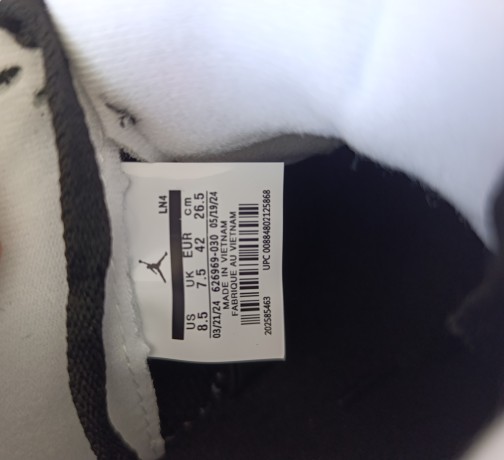 LN4
US UK EUR cm
8.5 7.5 42 26.5
03/21/24 626969-030 05/19/24
MADE IN VIETNAM
FABRIQUE AU VIETNAM
202585463 UPC 00884802125868